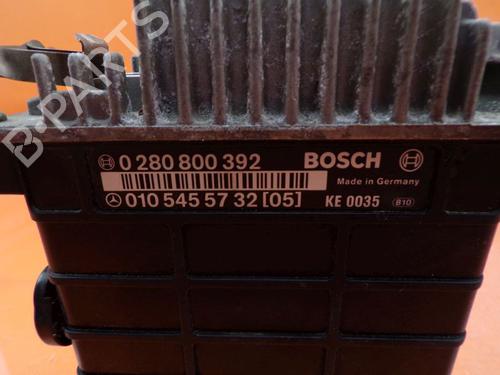 0 280 800 392 BOSCH
Made in Germany
010 545 57 32 [05] KE 0035 B10
B-PARTS